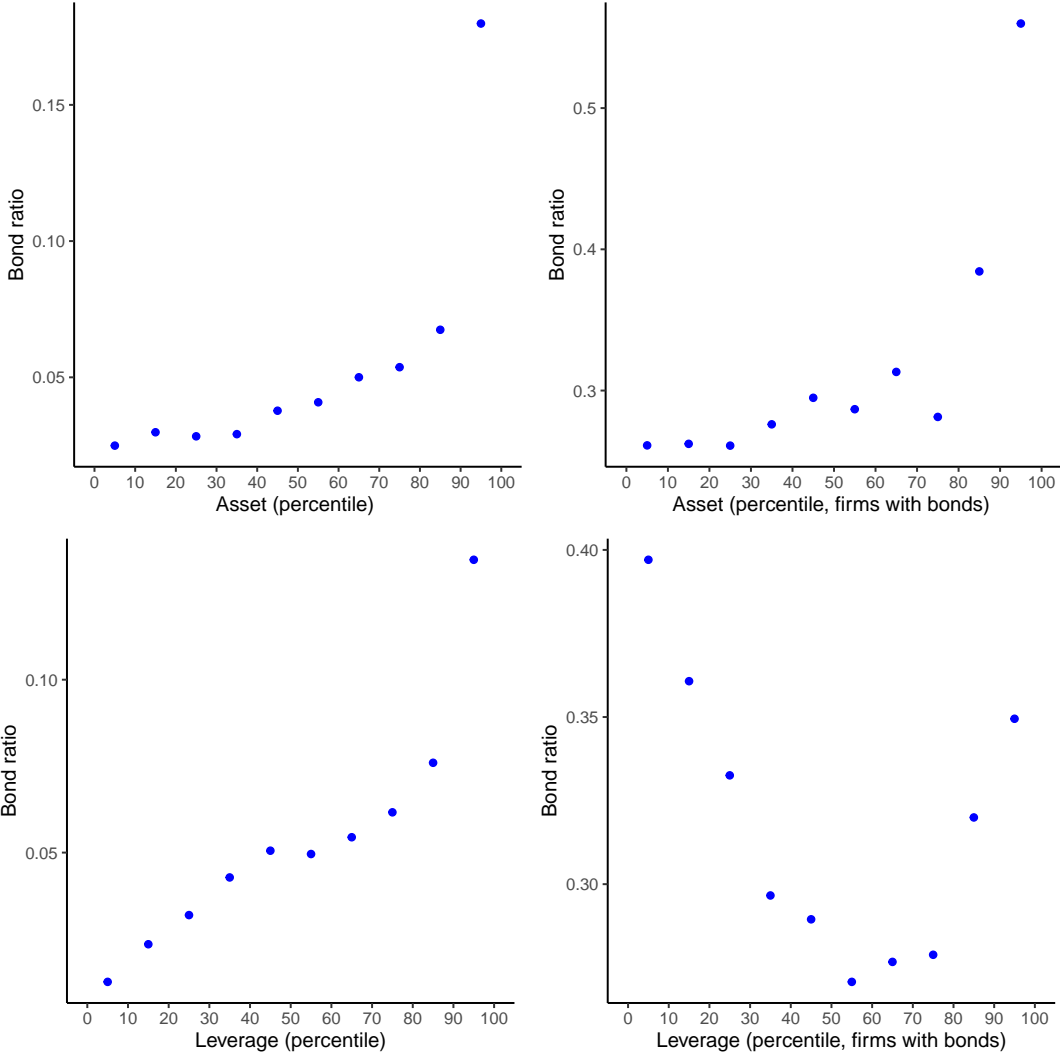 0.15
0.10
0.05
Bond ratio
0 10 20 30 40 50 60 70 80 90 100
Asset (percentile)
0.5
0.4
0.3
Bond ratio
0 10 20 30 40 50 60 70 80 90 100
Asset (percentile, firms with bonds)
0.10
0.05
Bond ratio
0 10 20 30 40 50 60 70 80 90 100
Leverage (percentile)
0.40
0.35
0.30
Bond ratio
0 10 20 30 40 50 60 70 80 90 100
Leverage (percentile, firms with bonds)